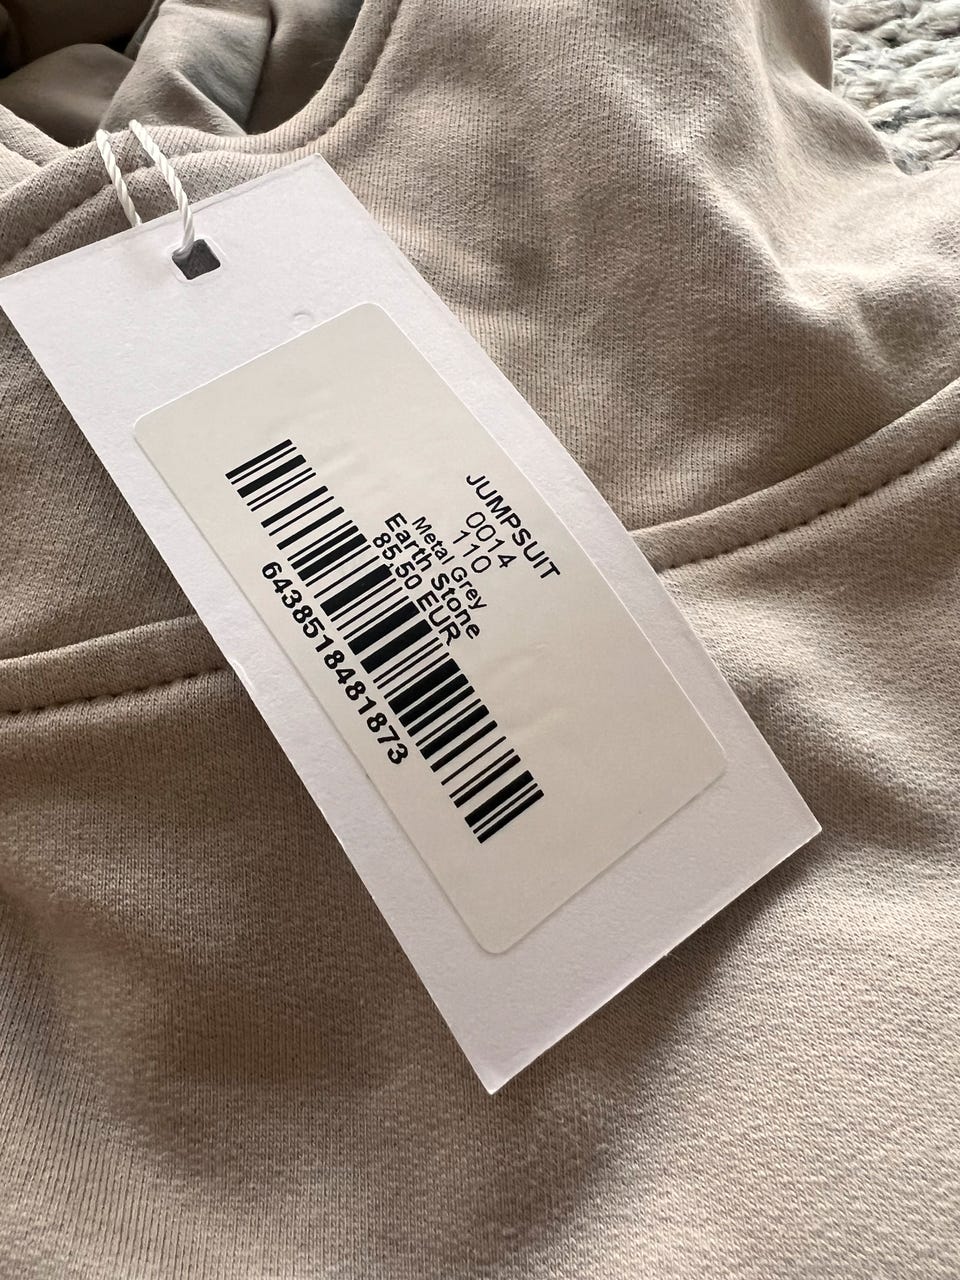 JUMPSUIT
0014
110
Metal Grey
Earth Stone
85.50 EUR
6438518481873